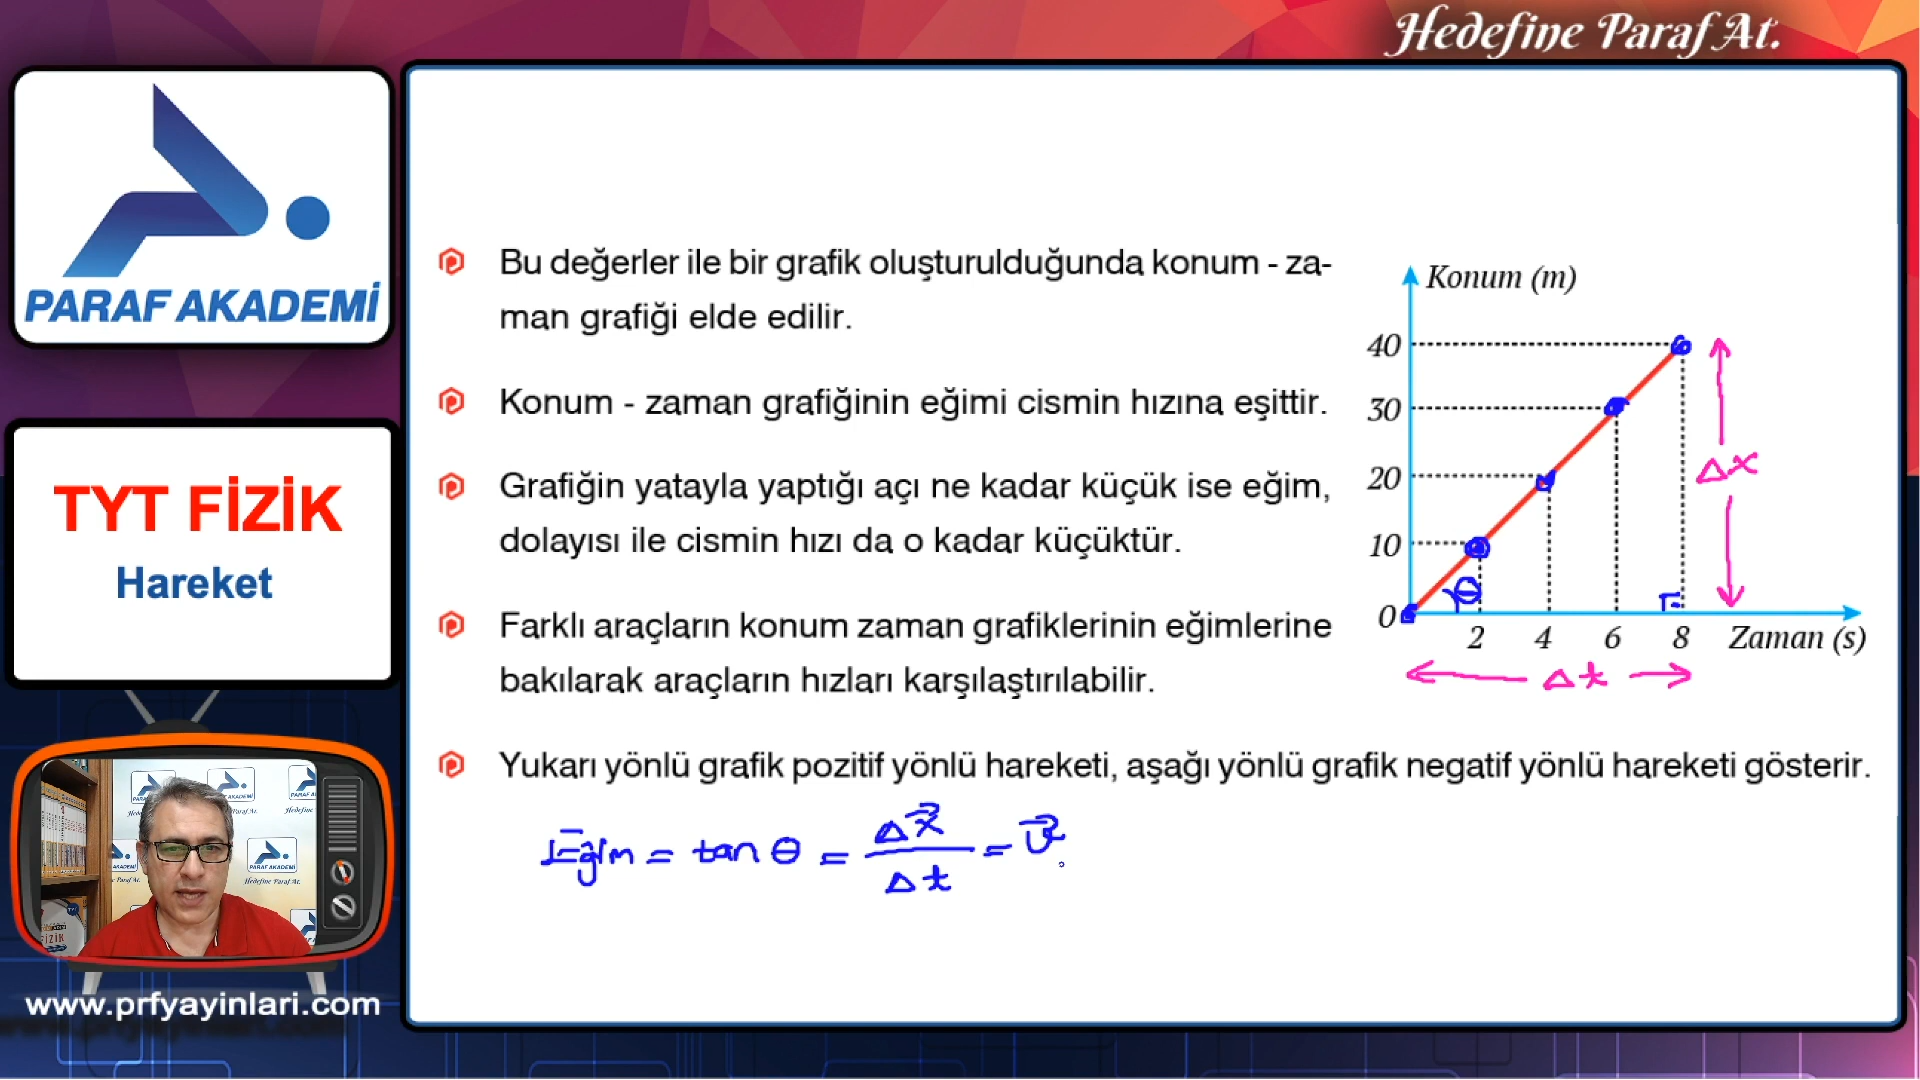 Hedefine Paraf At.
PARAF AKADEMİ
TYT FİZİK
Hareket
www.prfyayinlari.com
Bu değerler ile bir grafik oluşturulduğunda konum - za-
man grafiği elde edilir.
Konum - zaman grafiğinin eğimi cismin hızına eşittir.
Grafiğin yatayla yaptığı açı ne kadar küçük ise eğim,
dolayısı ile cismin hızı da o kadar küçüktür.
Farklı araçların konum zaman grafiklerinin eğimlerine
bakılarak araçların hızları karşılaştırılabilir.
Yukarı yönlü grafik pozitif yönlü hareketi, aşağı yönlü grafik negatif yönlü hareketi gösterir.
Konum (m)
40
30
20
10
0
2 4 6 8 Zaman (s)
θ
Δx
Δt
Eğim = tan θ = Δx⃗ / Δt = v⃗